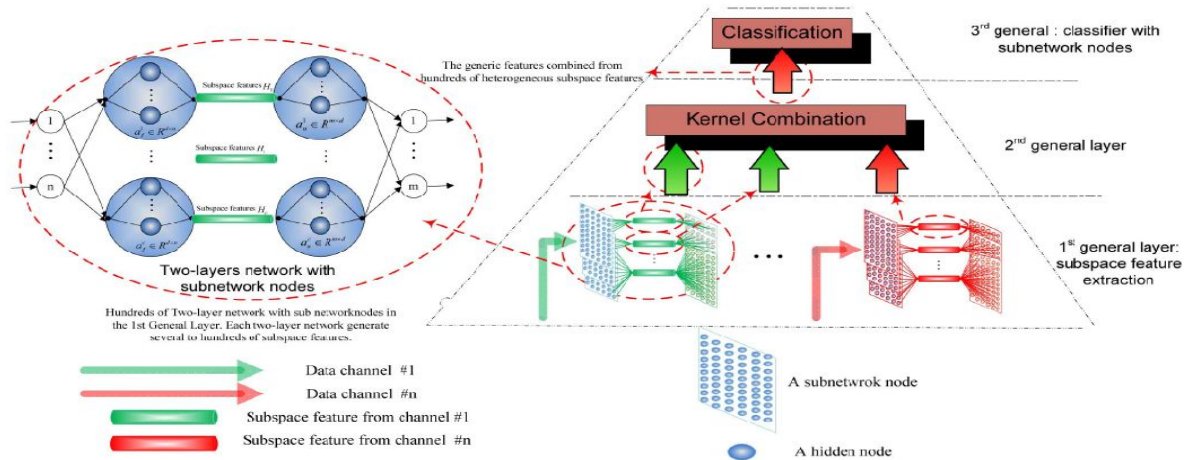 Classification
3rd general : classifier with
subnetwork nodes
The generic features combined from
hundreds of heterogeneous subspace features
Kernel Combination
2nd general layer
1st general layer:
subspace feature
extraction
Subspace features
1
n
Subspace features
Subspace features
1
m
Two-layers network with
subnetwork nodes
Hundreds of Two-layer network with sub networknodes in
the 1st General Layer. Each two-layer network generate
several to hundreds of subspace features.
Data channel #1
Data channel #n
Subspace feature from channel #1
Subspace feature from channel #n
A subnetwrok node
A hidden node